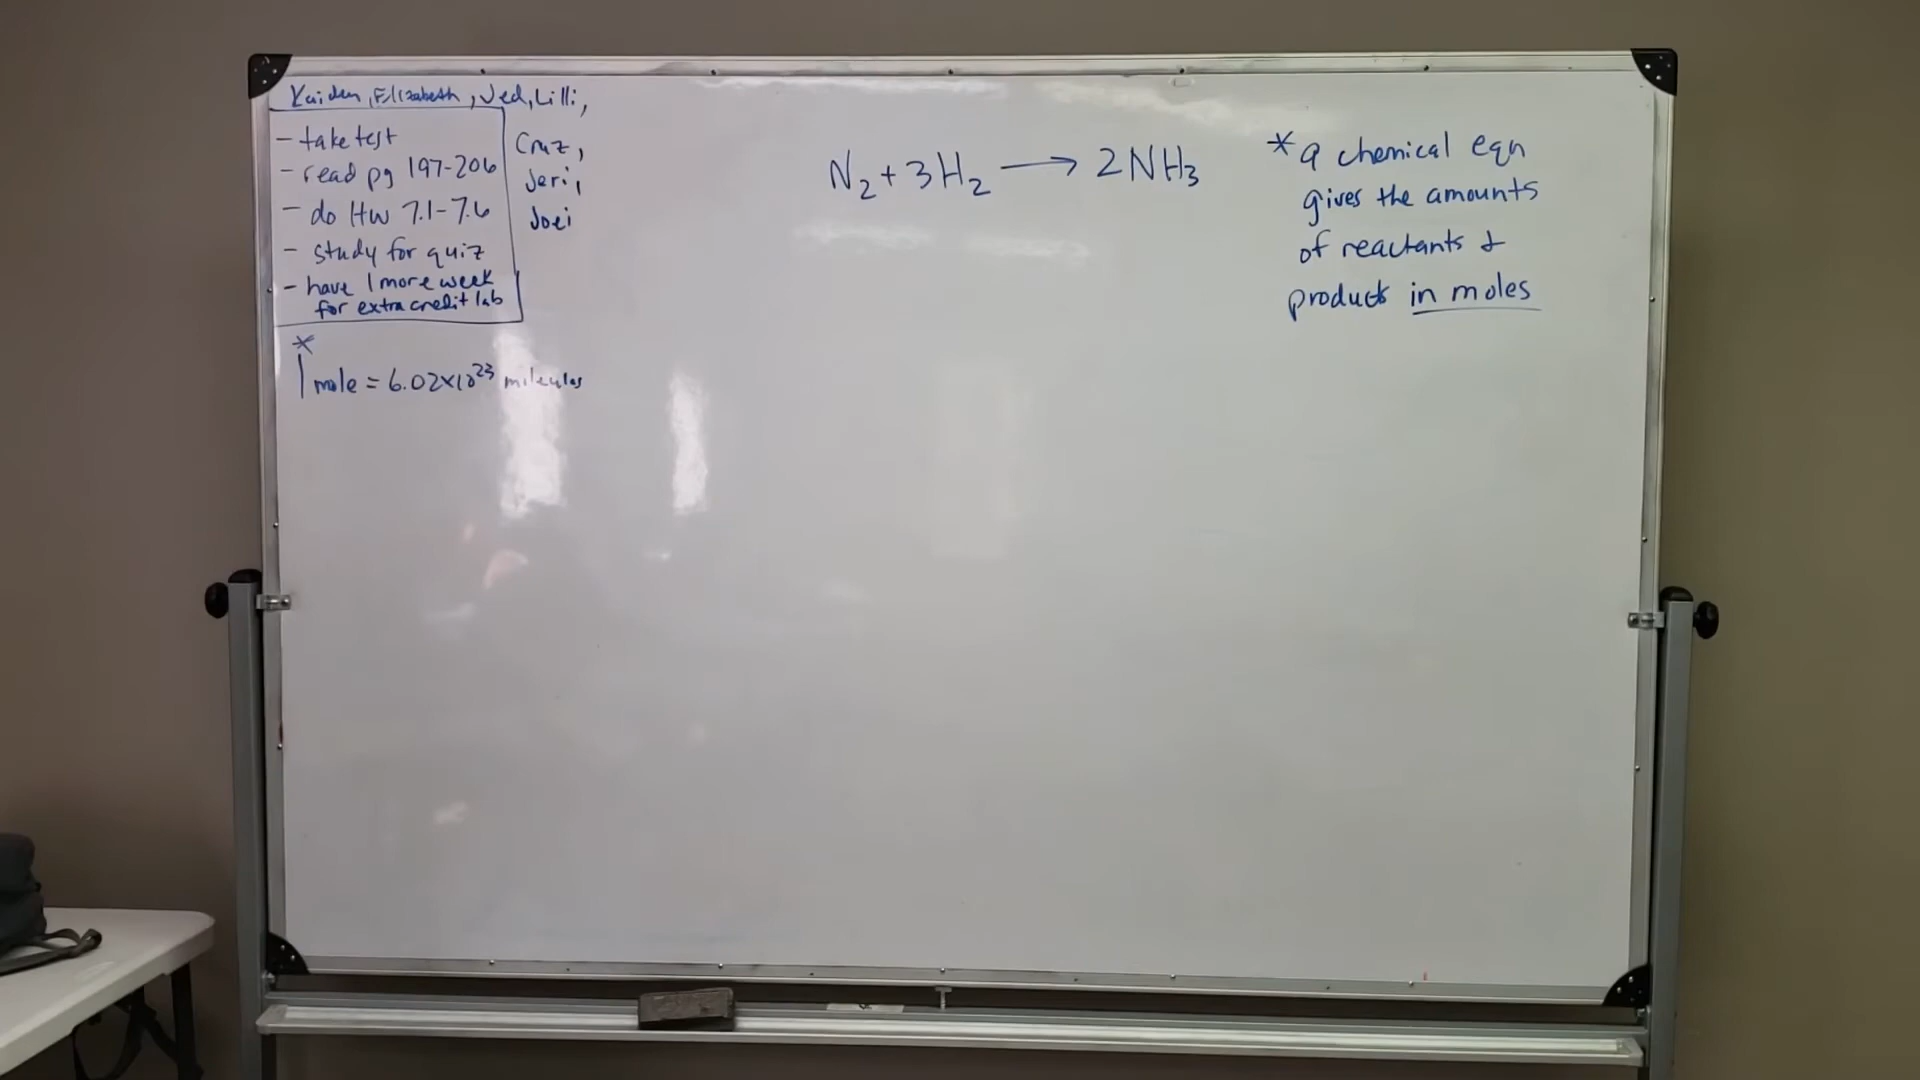 Kaiden, Elizabeth, Jed, Lilli,
Cruz,
Jeri,
Joei
- take test
- read pg 197-206
- do HW 7.1-7.6
- study for quiz
- have 1 more week
for extra credit lab
*
1 mole = 6.02x10²³ molecules
N₂ + 3H₂ → 2NH₃
* a chemical eqn
gives the amounts
of reactants &
products in moles